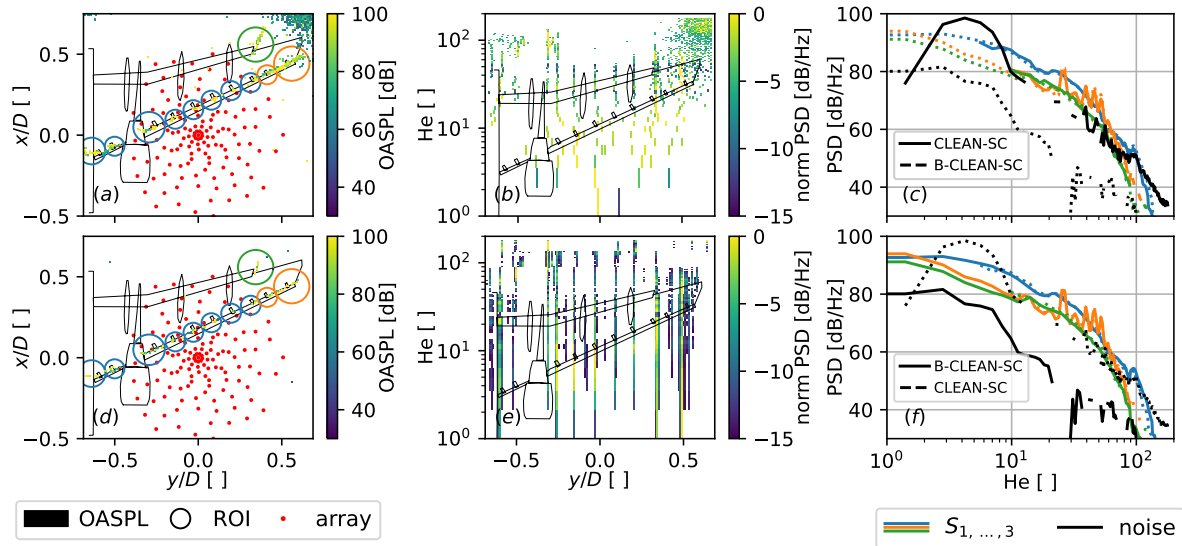 x/D [ ]
0.5
0.0
−0.5
(a)
100
80
60
40
OASPL [dB]
He [ ]
10²
10¹
10⁰
(b)
0
−5
−10
−15
norm PSD [dB/Hz]
PSD [dB/Hz]
100
80
60
40
CLEAN-SC
B-CLEAN-SC
(c)
x/D [ ]
0.5
0.0
−0.5
(d)
−0.5 0.0 0.5
y/D [ ]
100
80
60
40
OASPL [dB]
He [ ]
10²
10¹
10⁰
(e)
−0.5 0.0 0.5
y/D [ ]
0
−5
−10
−15
norm PSD [dB/Hz]
PSD [dB/Hz]
100
80
60
40
B-CLEAN-SC
CLEAN-SC
(f)
10⁰ 10¹ 10²
He [ ]
OASPL ROI array
S₁, ..., ₃ noise